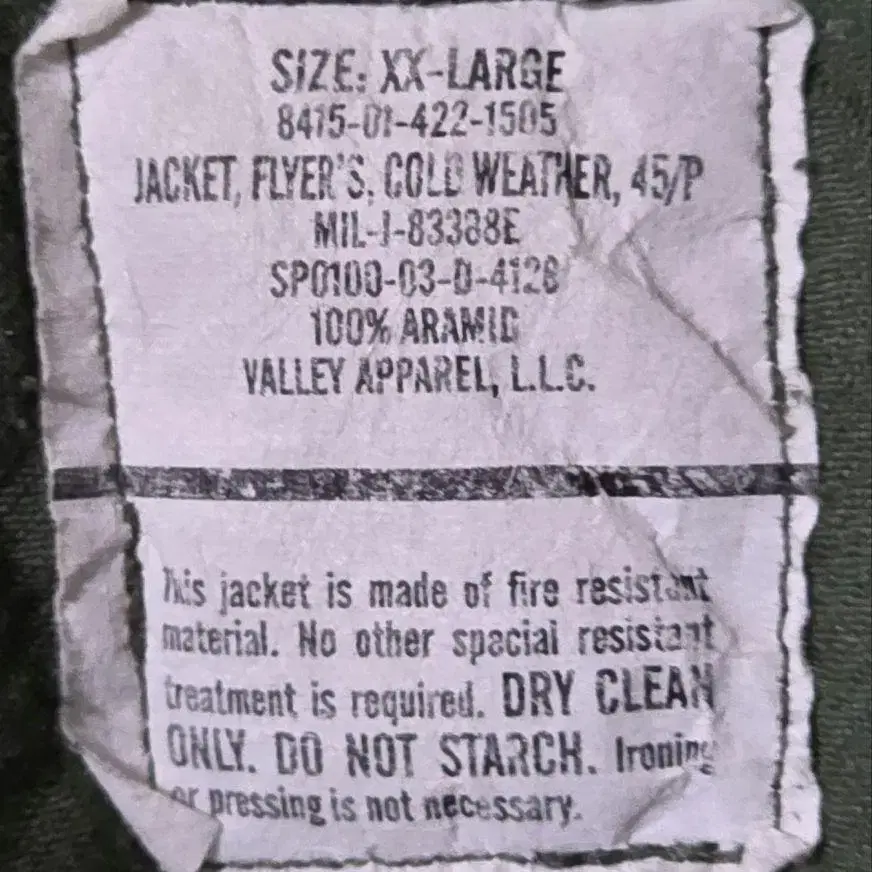 SIZE: XX-LARGE
8415-01-422-1505
JACKET, FLYER'S, COLD WEATHER, 45/P
MIL-J-83388E
SP0100-03-D-4128
100% ARAMID
VALLEY APPAREL, L.L.C.
This jacket is made of fire resistant
material. No other special resistant
treatment is required. DRY CLEAN
ONLY. DO NOT STARCH. Ironing
or pressing is not necessary.